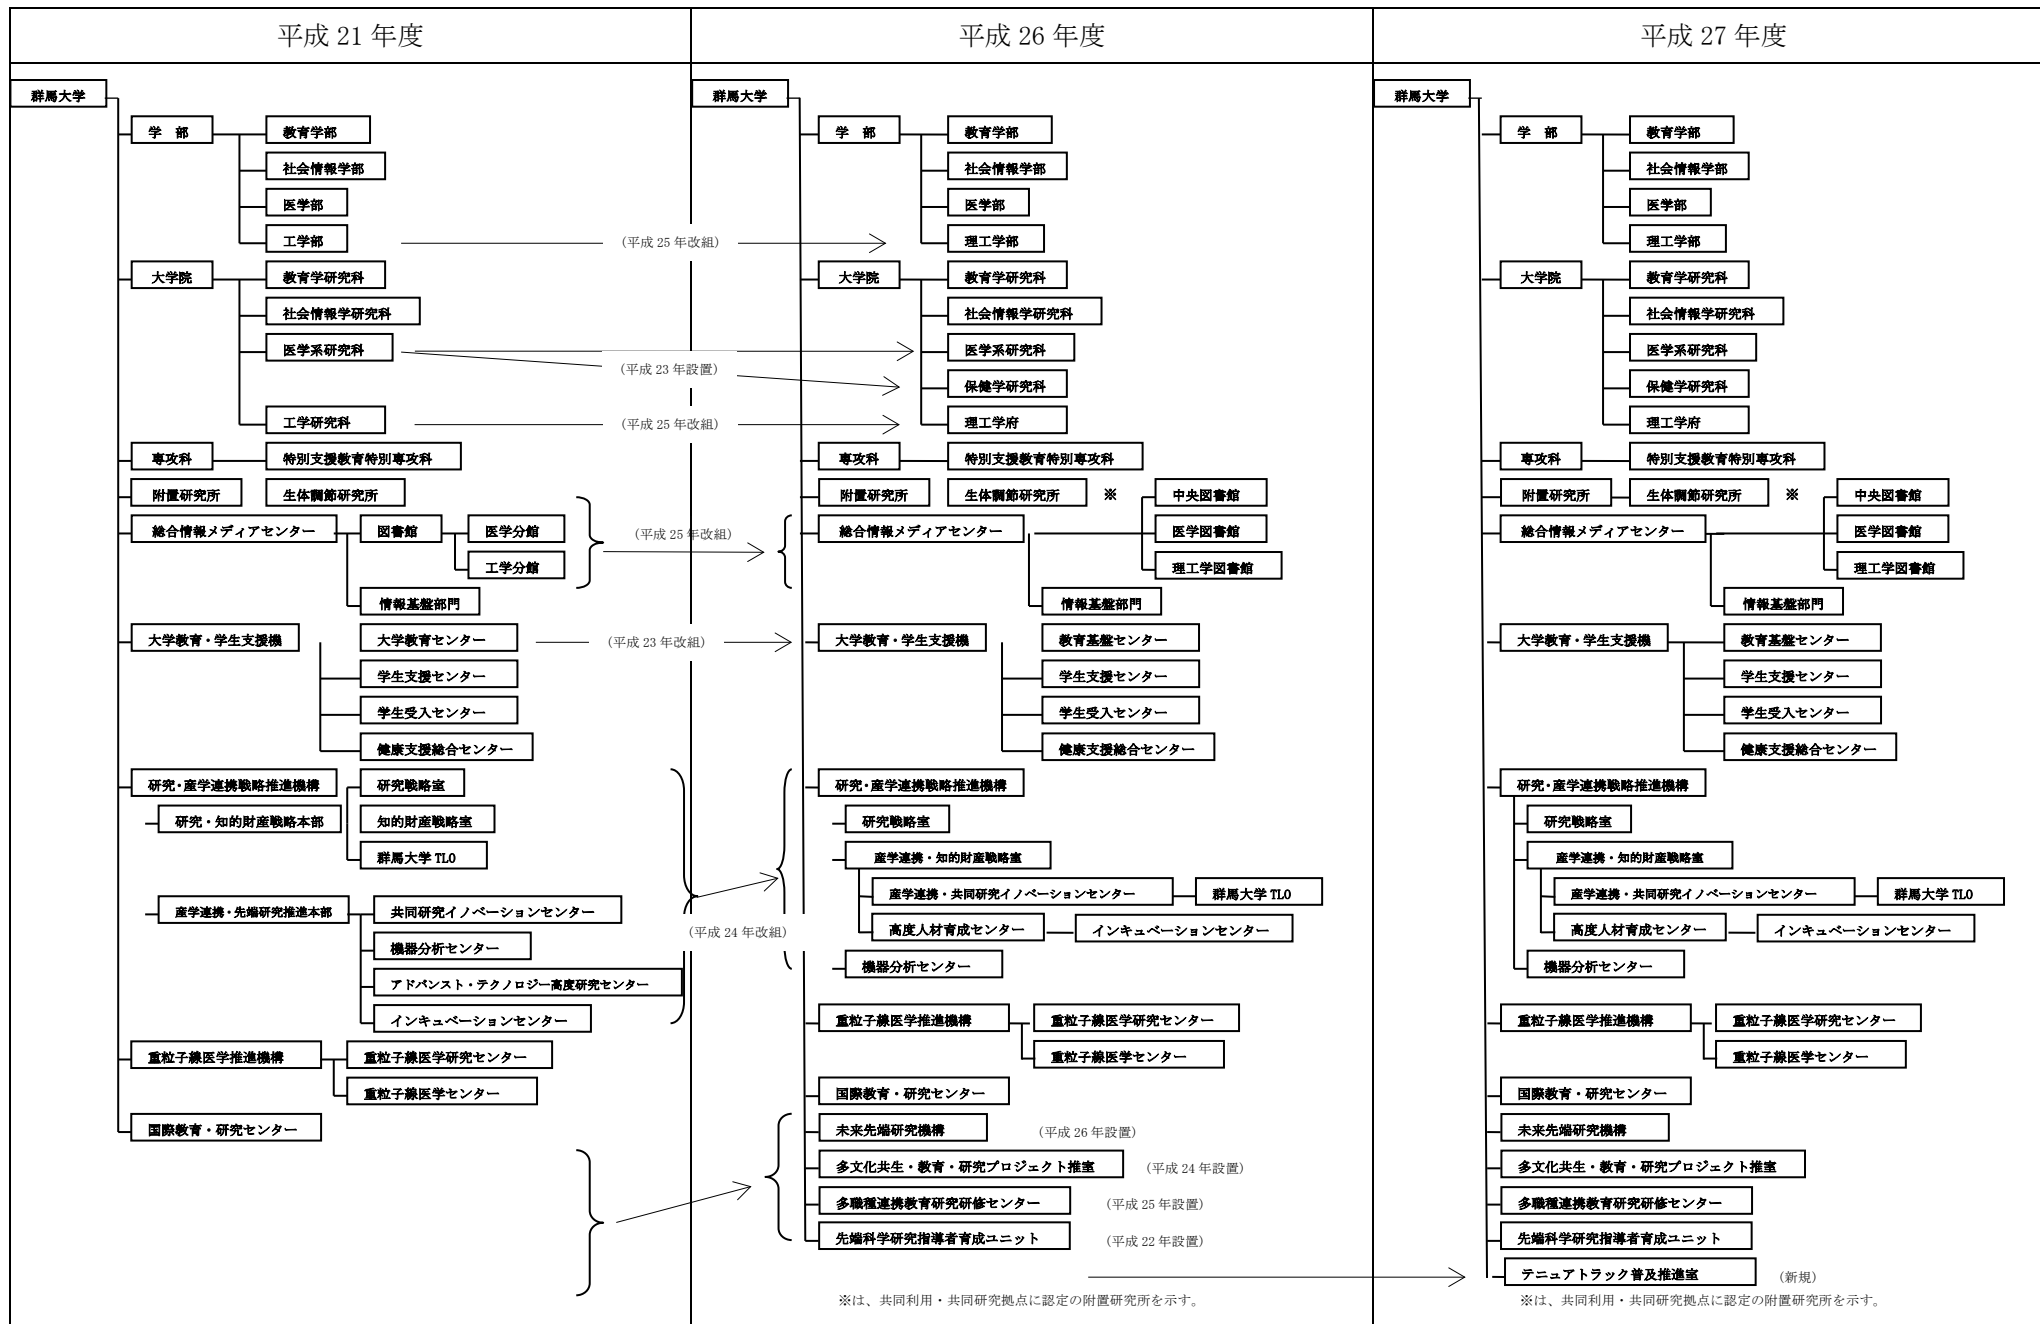 平成 21 年度
群馬大学
学　部
教育学部
社会情報学部
医学部
工学部
(平成 25 年改組)
大学院
教育学研究科
社会情報学研究科
医学系研究科
(平成 23 年設置)
工学研究科
(平成 25 年改組)
専攻科
特別支援教育特別専攻科
附置研究所
生体調節研究所
総合情報メディアセンター
図書館
医学分館
(平成 25 年改組)
工学分館
情報基盤部門
大学教育・学生支援機
大学教育センター
(平成 23 年改組)
学生支援センター
学生受入センター
健康支援総合センター
研究・産学連携戦略推進機構
研究戦略室
研究・知的財産戦略本部
知的財産戦略室
群馬大学 TLO
産学連携・先端研究推進本部
共同研究イノベーションセンター
(平成 24 年改組)
機器分析センター
アドバンスト・テクノロジー高度研究センター
インキュベーションセンター
重粒子線医学推進機構
重粒子線医学研究センター
重粒子線医学センター
国際教育・研究センター
平成 26 年度
群馬大学
学　部
教育学部
社会情報学部
医学部
理工学部
大学院
教育学研究科
社会情報学研究科
医学系研究科
保健学研究科
理工学府
専攻科
特別支援教育特別専攻科
附置研究所
生体調節研究所
※
中央図書館
総合情報メディアセンター
医学図書館
理工学図書館
情報基盤部門
大学教育・学生支援機
教育基盤センター
学生支援センター
学生受入センター
健康支援総合センター
研究・産学連携戦略推進機構
研究戦略室
産学連携・知的財産戦略室
産学連携・共同研究イノベーションセンター
群馬大学 TLO
高度人材育成センター
インキュベーションセンター
機器分析センター
重粒子線医学推進機構
重粒子線医学研究センター
重粒子線医学センター
国際教育・研究センター
未来先端研究機構
(平成 26 年設置)
多文化共生・教育・研究プロジェクト推室
(平成 24 年設置)
多職種連携教育研究研修センター
(平成 25 年設置)
先端科学研究指導者育成ユニット
(平成 22 年設置)
※は、共同利用・共同研究拠点に認定の附置研究所を示す。
平成 27 年度
群馬大学
学　部
教育学部
社会情報学部
医学部
理工学部
大学院
教育学研究科
社会情報学研究科
医学系研究科
保健学研究科
理工学府
専攻科
特別支援教育特別専攻科
附置研究所
生体調節研究所
※
中央図書館
総合情報メディアセンター
医学図書館
理工学図書館
情報基盤部門
大学教育・学生支援機
教育基盤センター
学生支援センター
学生受入センター
健康支援総合センター
研究・産学連携戦略推進機構
研究戦略室
産学連携・知的財産戦略室
産学連携・共同研究イノベーションセンター
群馬大学 TLO
高度人材育成センター
インキュベーションセンター
機器分析センター
重粒子線医学推進機構
重粒子線医学研究センター
重粒子線医学センター
国際教育・研究センター
未来先端研究機構
多文化共生・教育・研究プロジェクト推室
多職種連携教育研究研修センター
先端科学研究指導者育成ユニット
テニュアトラック普及推進室
(新規)
※は、共同利用・共同研究拠点に認定の附置研究所を示す。